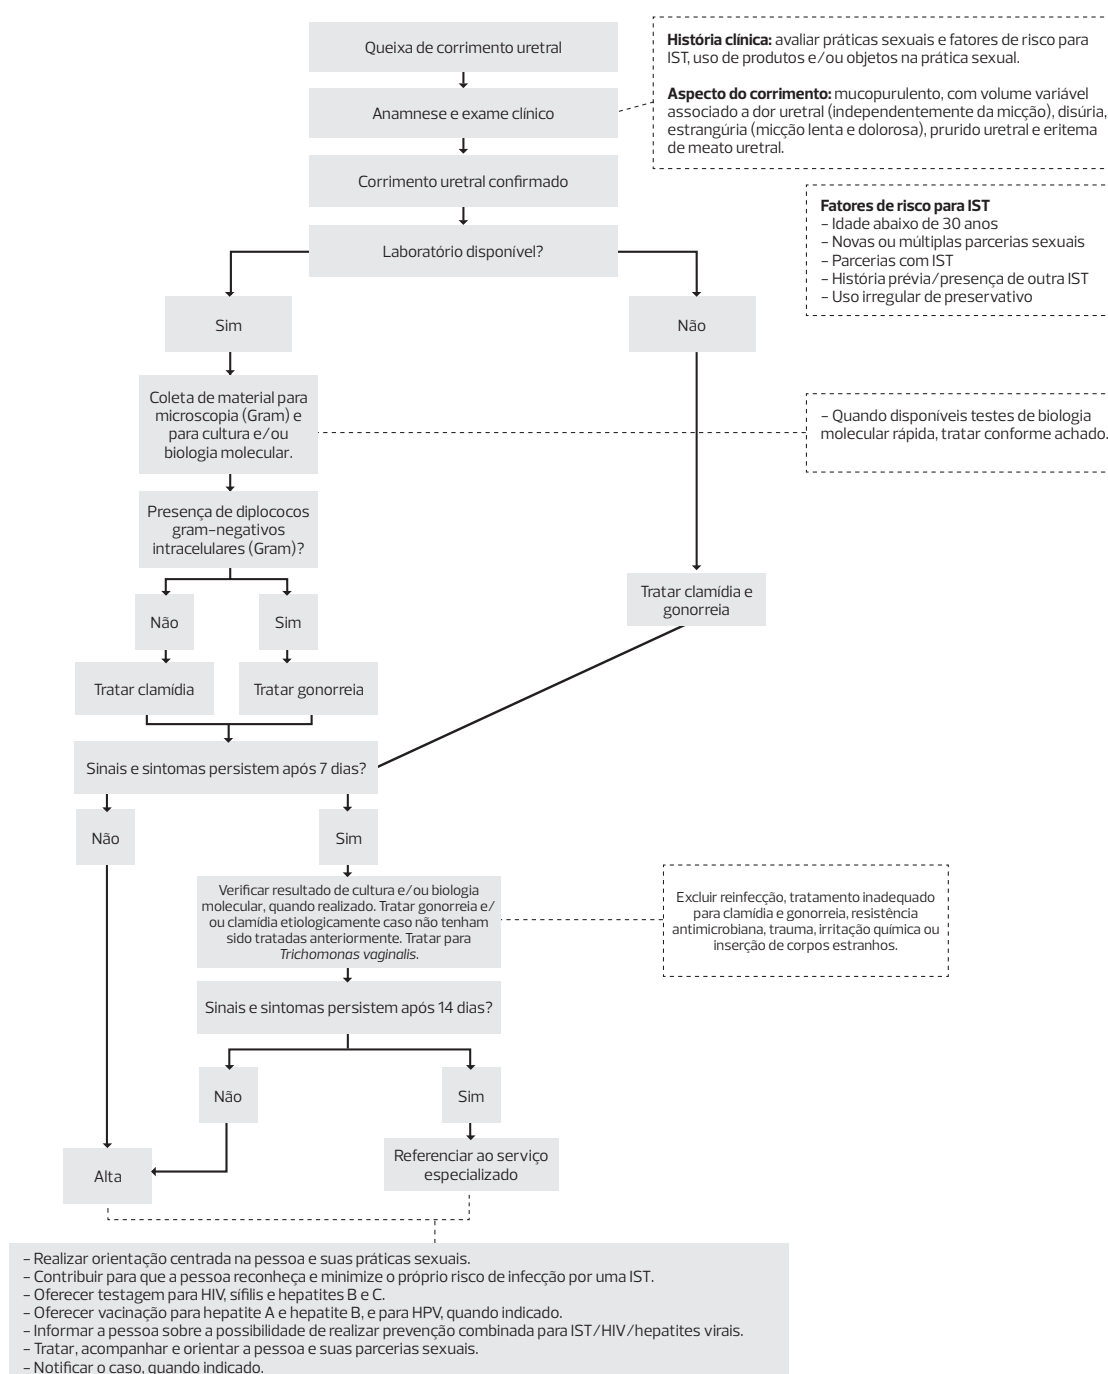 Queixa de corrimento uretral
Anamnese e exame clínico
História clínica: avaliar práticas sexuais e fatores de risco para
IST, uso de produtos e/ou objetos na prática sexual.
Aspecto do corrimento: mucopurulento, com volume variável
associado a dor uretral (independentemente da micção), disúria,
estrangúria (micção lenta e dolorosa), prurido uretral e eritema
de meato uretral.
Corrimento uretral confirmado
Laboratório disponível?
Fatores de risco para IST
– Idade abaixo de 30 anos
– Novas ou múltiplas parcerias sexuais
– Parcerias com IST
– História prévia/presença de outra IST
– Uso irregular de preservativo
Sim
Não
Coleta de material para
microscopia (Gram) e
para cultura e/ou
biologia molecular.
– Quando disponíveis testes de biologia
molecular rápida, tratar conforme achado.
Presença de diplococos
gram-negativos
intracelulares (Gram)?
Não
Sim
Tratar clamídia e
gonorreia
Tratar clamídia
Tratar gonorreia
Sinais e sintomas persistem após 7 dias?
Não
Sim
Verificar resultado de cultura e/ou biologia
molecular, quando realizado. Tratar gonorreia e/
ou clamídia etiologicamente caso não tenham
sido tratadas anteriormente. Tratar para
Trichomonas vaginalis.
Excluir reinfecção, tratamento inadequado
para clamídia e gonorreia, resistência
antimicrobiana, trauma, irritação química ou
inserção de corpos estranhos.
Sinais e sintomas persistem após 14 dias?
Não
Sim
Alta
Referenciar ao serviço
especializado
– Realizar orientação centrada na pessoa e suas práticas sexuais.
– Contribuir para que a pessoa reconheça e minimize o próprio risco de infecção por uma IST.
– Oferecer testagem para HIV, sífilis e hepatites B e C.
– Oferecer vacinação para hepatite A e hepatite B, e para HPV, quando indicado.
– Informar a pessoa sobre a possibilidade de realizar prevenção combinada para IST/HIV/hepatites virais.
– Tratar, acompanhar e orientar a pessoa e suas parcerias sexuais.
– Notificar o caso, quando indicado.